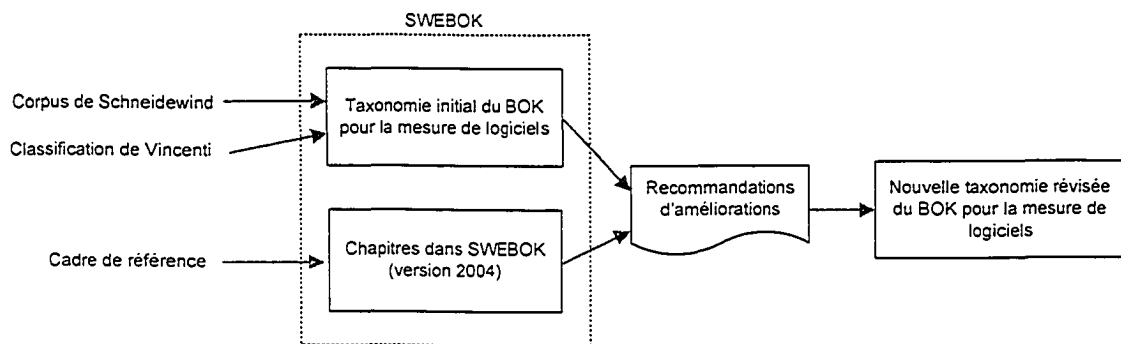 SWEBOK
Corpus de Schneidewind
Classification de Vincenti
Taxonomie initial du BOK
pour la mesure de logiciels
Recommandations
d'améliorations
Nouvelle taxonomie révisée
du BOK pour la mesure de
logiciels
Cadre de référence
Chapitres dans SWEBOK
(version 2004)